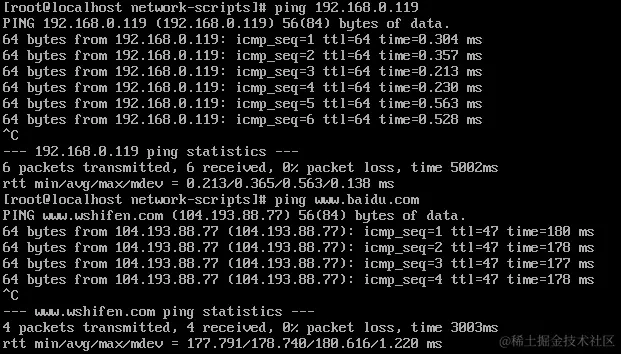 [root@localhost network-scripts]# ping 192.168.0.119
PING 192.168.0.119 (192.168.0.119) 56(84) bytes of data.
64 bytes from 192.168.0.119: icmp_seq=1 ttl=64 time=0.304 ms
64 bytes from 192.168.0.119: icmp_seq=2 ttl=64 time=0.357 ms
64 bytes from 192.168.0.119: icmp_seq=3 ttl=64 time=0.213 ms
64 bytes from 192.168.0.119: icmp_seq=4 ttl=64 time=0.230 ms
64 bytes from 192.168.0.119: icmp_seq=5 ttl=64 time=0.563 ms
64 bytes from 192.168.0.119: icmp_seq=6 ttl=64 time=0.528 ms
^C
--- 192.168.0.119 ping statistics ---
6 packets transmitted, 6 received, 0% packet loss, time 5002ms
rtt min/avg/max/mdev = 0.213/0.365/0.563/0.138 ms
[root@localhost network-scripts]# ping www.baidu.com
PING www.wshifen.com (104.193.88.77) 56(84) bytes of data.
64 bytes from 104.193.88.77 (104.193.88.77): icmp_seq=1 ttl=47 time=180 ms
64 bytes from 104.193.88.77 (104.193.88.77): icmp_seq=2 ttl=47 time=178 ms
64 bytes from 104.193.88.77 (104.193.88.77): icmp_seq=3 ttl=47 time=177 ms
64 bytes from 104.193.88.77 (104.193.88.77): icmp_seq=4 ttl=47 time=178 ms
^C
--- www.wshifen.com ping statistics ---
4 packets transmitted, 4 received, 0% packet loss, time 3003ms
rtt min/avg/max/mdev = 177.791/178.740/180.616/1.220 ms
@稀土掘金技术社区